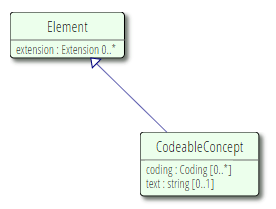 Element
extension : Extension 0..*
CodeableConcept
coding : Coding [0..*]
text : string [0..1]